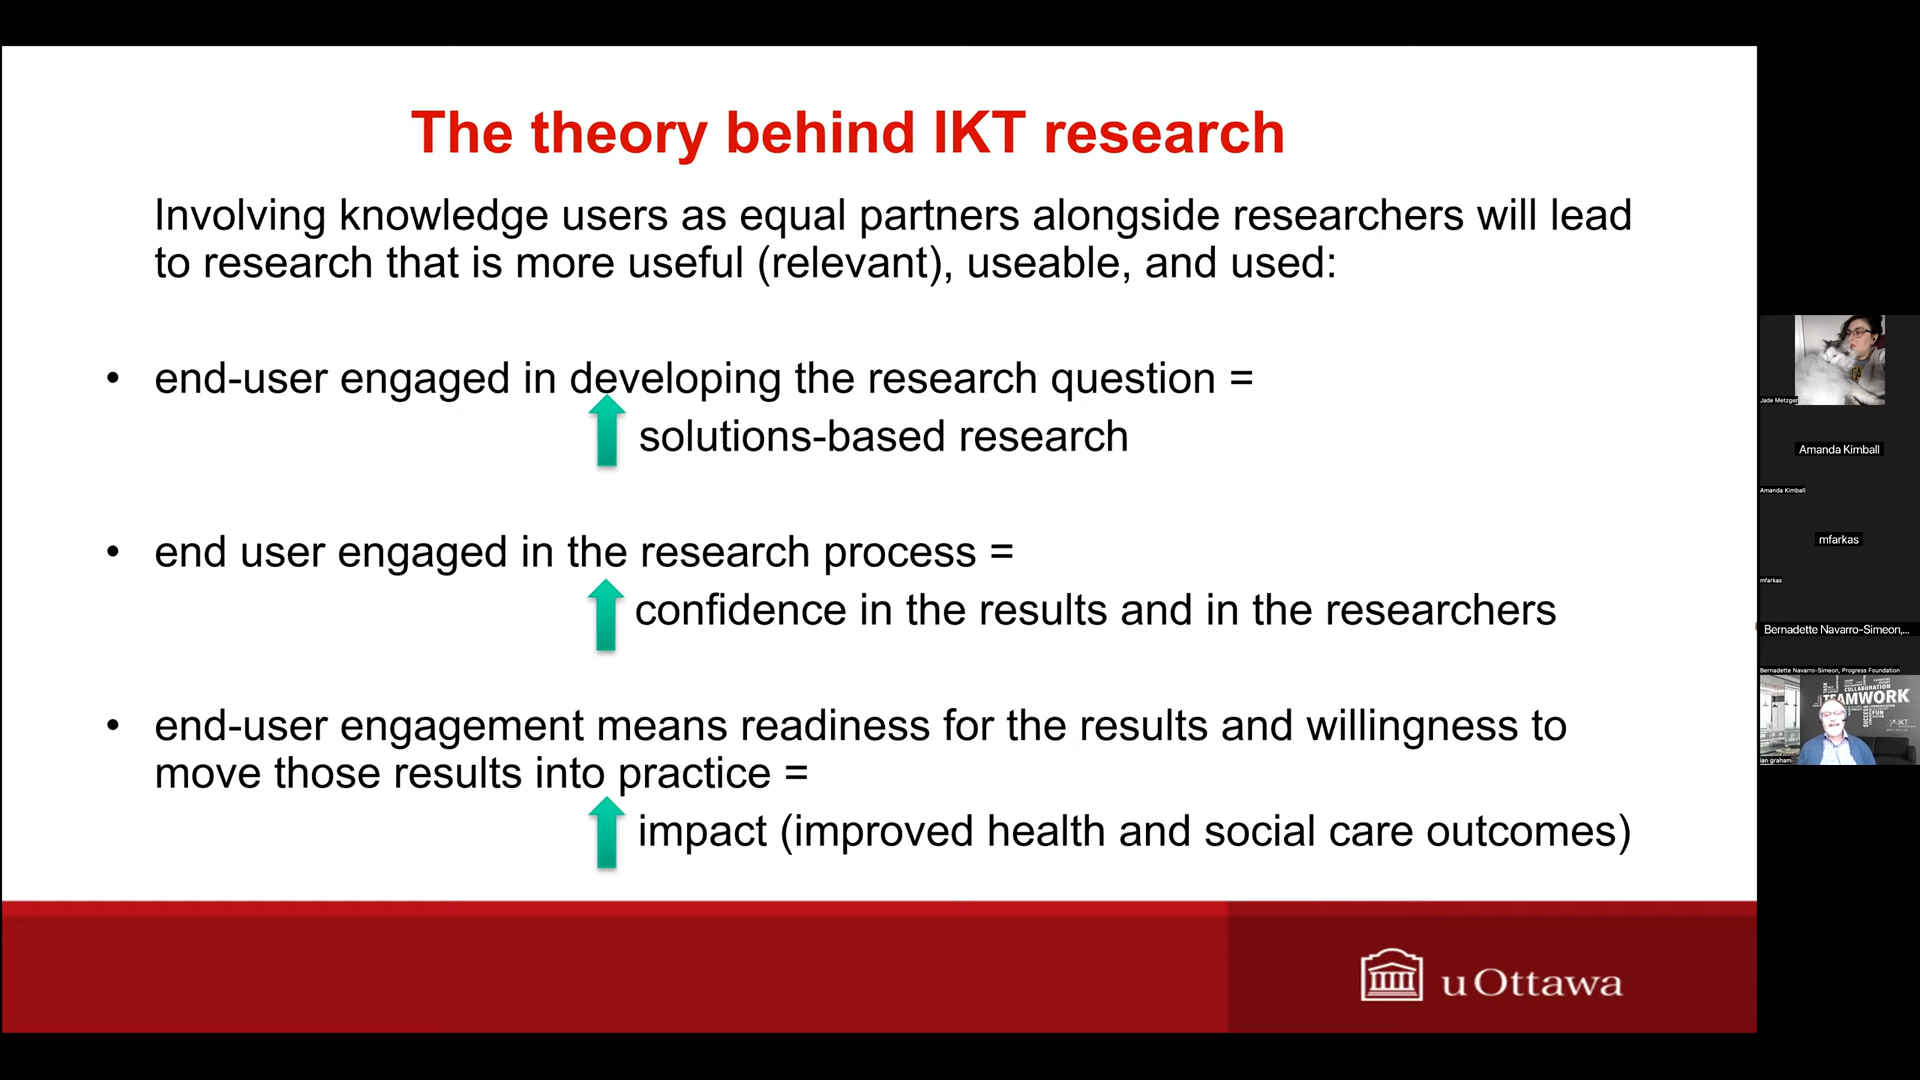 The theory behind IKT research
Involving knowledge users as equal partners alongside researchers will lead
to research that is more useful (relevant), useable, and used:
• end-user engaged in developing the research question =
solutions-based research
• end user engaged in the research process =
confidence in the results and in the researchers
• end-user engagement means readiness for the results and willingness to
move those results into practice =
impact (improved health and social care outcomes)
uOttawa
Jade Metzger
Amanda Kimball
Amanda Kimball
mfarkas
mfarkas
Bernadette Navarro-Simeon,...
Bernadette Navarro-Simeon, Progress Foundation
COLLABORATION
TEAMWORK
SUCCESS
FUN
IKT
ian graham